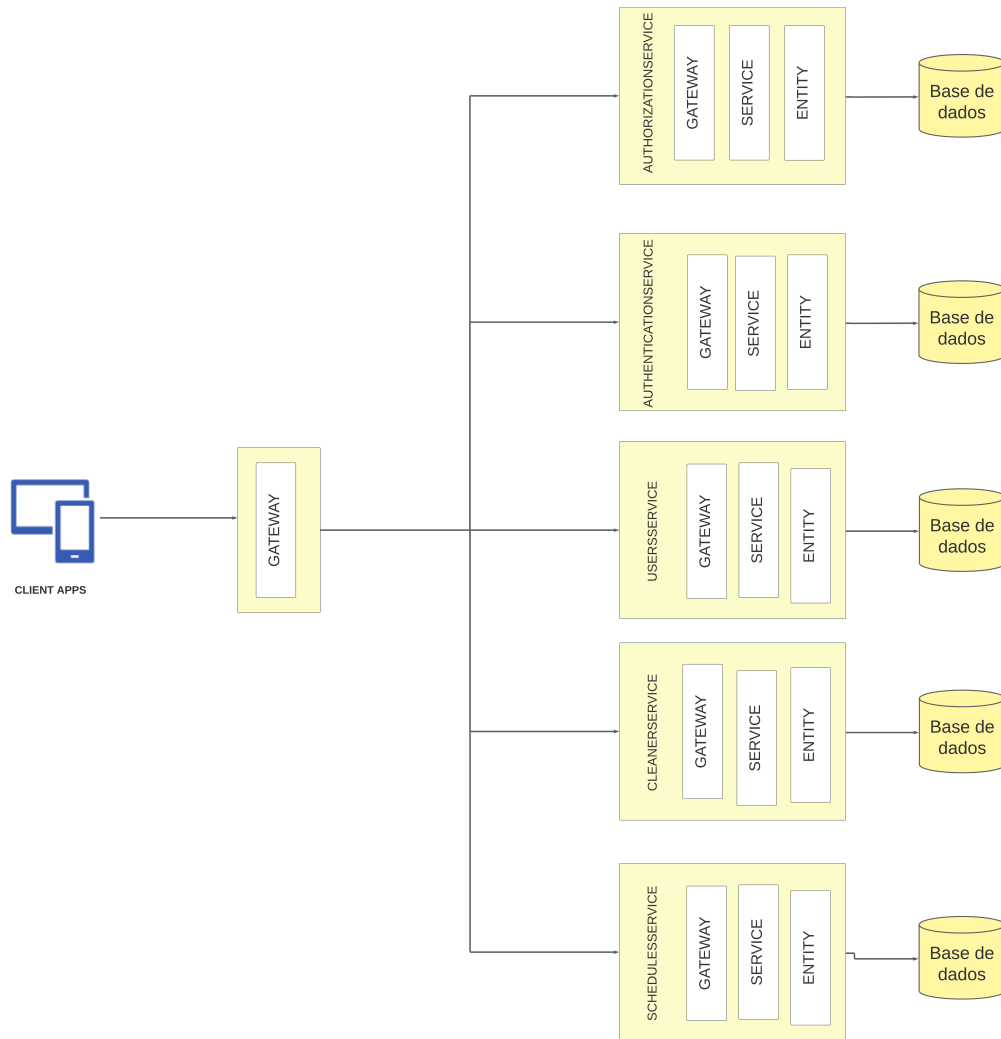 CLIENT APPS
GATEWAY
AUTHORIZATIONSERVICE
GATEWAY
SERVICE
ENTITY
Base de
dados
AUTHENTICATIONSERVICE
GATEWAY
SERVICE
ENTITY
Base de
dados
USERSSERVICE
GATEWAY
SERVICE
ENTITY
Base de
dados
CLEANERSERVICE
GATEWAY
SERVICE
ENTITY
Base de
dados
SCHEDULESSERVICE
GATEWAY
SERVICE
ENTITY
Base de
dados